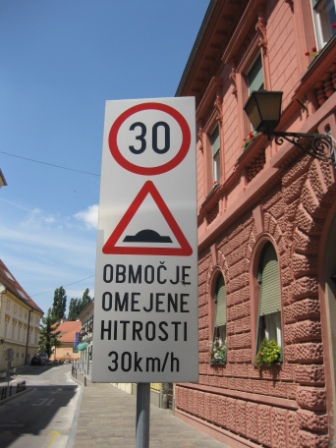 30
OBMOČJE
OMEJENE
HITROSTI
30km/h